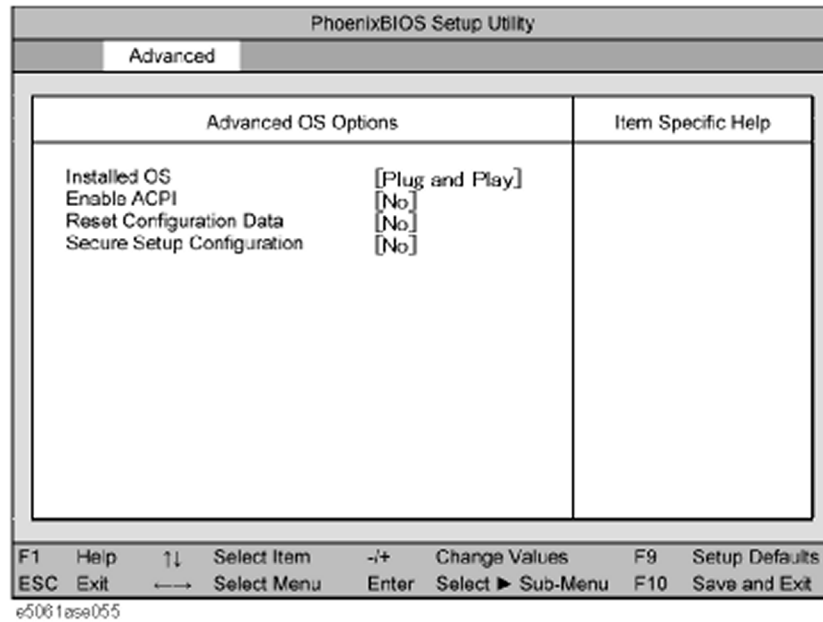 PhoenixBIOS Setup Utility
Advanced
Advanced OS Options
Item Specific Help
Installed OS [Plug and Play]
Enable ACPI [No]
Reset Configuration Data [No]
Secure Setup Configuration [No]
F1 Help ↑↓ Select Item -/+ Change Values F9 Setup Defaults
ESC Exit ←→ Select Menu Enter Select ► Sub-Menu F10 Save and Exit
e5061ase055